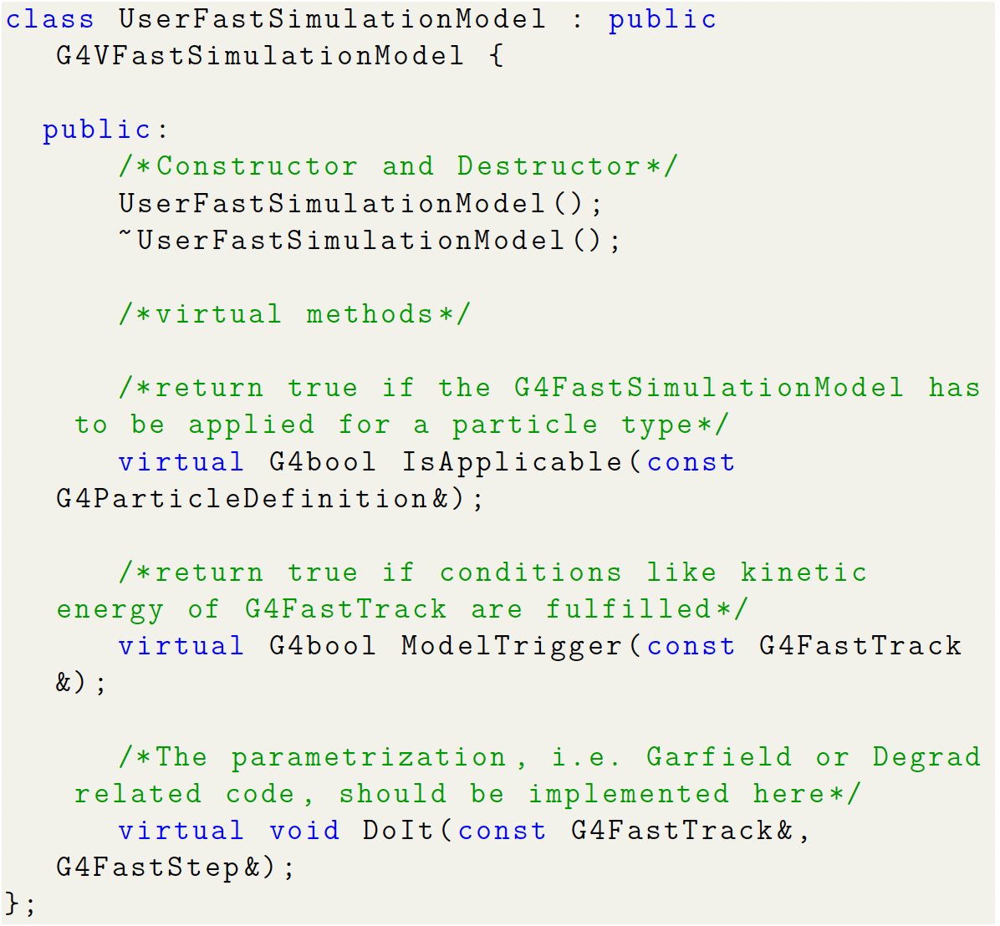 class UserFastSimulationModel : public
G4VFastSimulationModel {
public:
/*Constructor and Destructor*/
UserFastSimulationModel();
~UserFastSimulationModel();
/*virtual methods*/
/*return true if the G4FastSimulationModel has
to be applied for a particle type*/
virtual G4bool IsApplicable(const
G4ParticleDefinition&);
/*return true if conditions like kinetic
energy of G4FastTrack are fulfilled*/
virtual G4bool ModelTrigger(const G4FastTrack
&);
/*The parametrization, i.e. Garfield or Degrad
related code, should be implemented here*/
virtual void DoIt(const G4FastTrack&,
G4FastStep&);
};